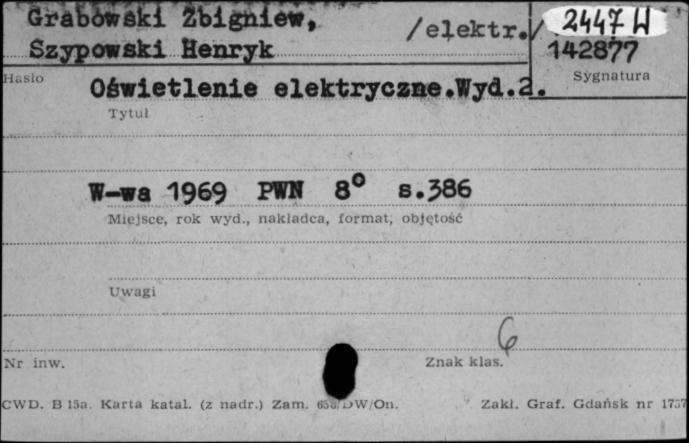 Grabowski Zbigniew, /elektr./ 2447 W
Szypowski Henryk 142877
Hasło Sygnatura
Oświetlenie elektryczne.Wyd.2.
Tytuł
W-wa 1969 PWN 8° s.386
Miejsce, rok wyd., nakładca, format, objętość
Uwagi
6
Nr inw. Znak klas.
CWD. B 15a. Karta katal. (z nadr.) Zam. DW/On. Zakł. Graf. Gdańsk nr 1757